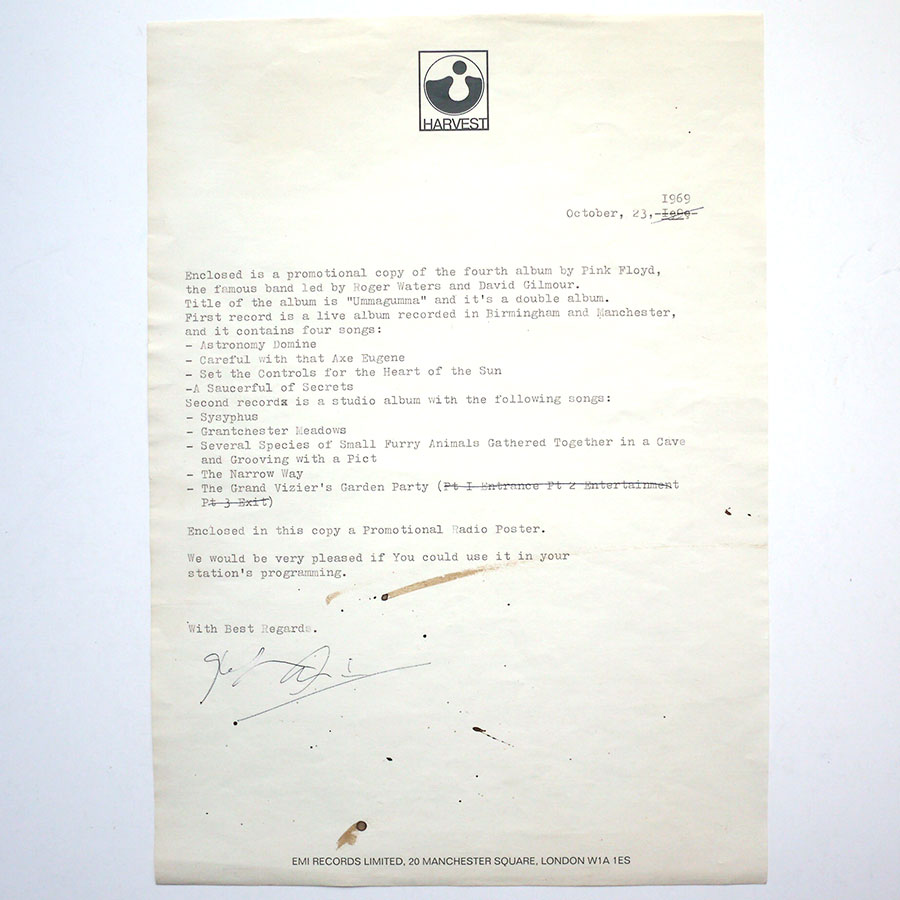 HARVEST
1969
October, 23,
Enclosed is a promotional copy of the fourth album by Pink Floyd,
the famous band led by Roger Waters and David Gilmour.
Title of the album is "Ummagumma" and it's a double album.
First record is a live album recorded in Birmingham and Manchester,
and it contains four songs:
- Astronomy Domine
- Careful with that Axe Eugene
- Set the Controls for the Heart of the Sun
-A Saucerful of Secrets
Second recordx is a studio album with the following songs:
- Sysyphus
- Grantchester Meadows
- Several Species of Small Furry Animals Gathered Together in a Cave
and Grooving with a Pict
- The Narrow Way
- The Grand Vizier's Garden Party (Pt I Entrance Pt 2 Entertainment
Pt 3 Exit)
Enclosed in this copy a Promotional Radio Poster.
We would be very pleased if You could use it in your
station's programming.
With Best Regards.
EMI RECORDS LIMITED, 20 MANCHESTER SQUARE, LONDON W1A 1ES